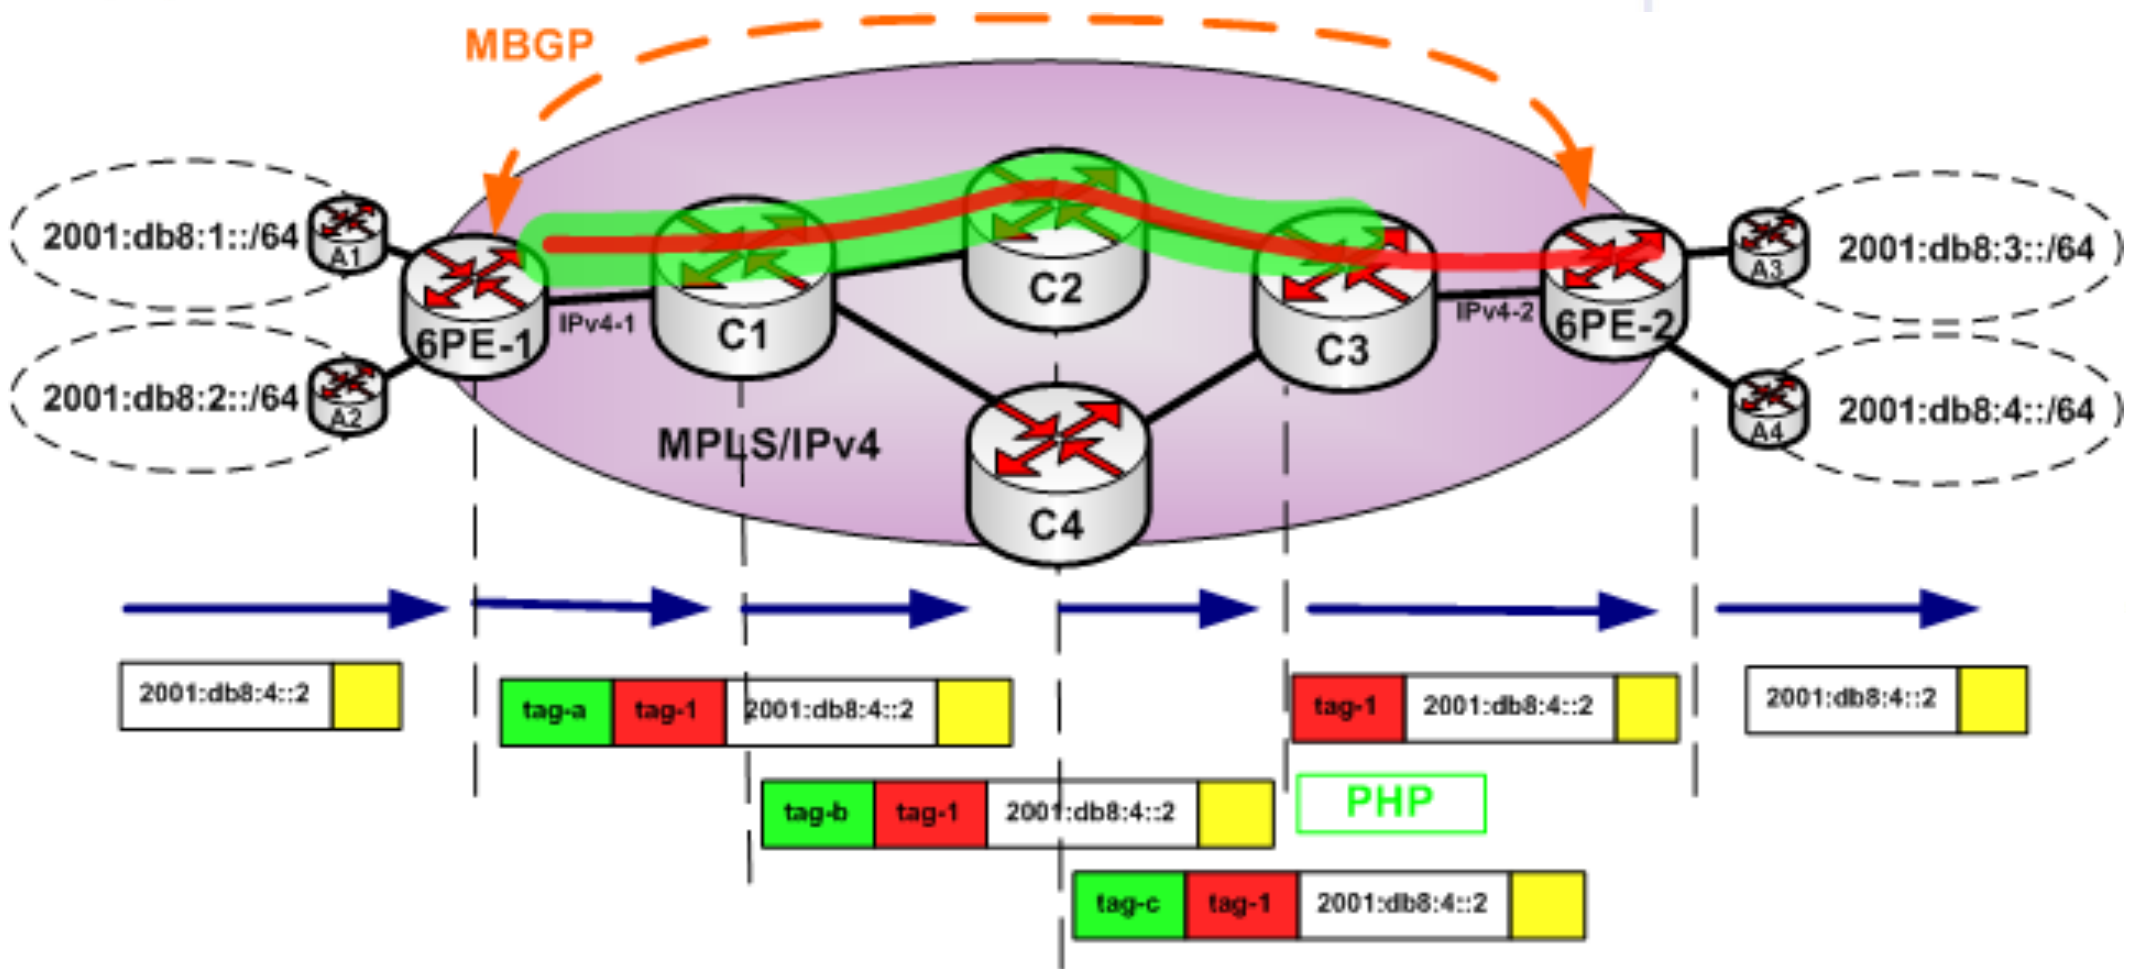 MBGP
2001:db8:1::/64
A1
A3
2001:db8:3::/64
6PE-1
IPv4-1
C1
C2
C3
IPv4-2
6PE-2
2001:db8:2::/64
A2
A4
2001:db8:4::/64
MPLS/IPv4
C4
2001:db8:4::2
tag-a tag-1 2001:db8:4::2
tag-1 2001:db8:4::2
2001:db8:4::2
tag-b tag-1 2001:db8:4::2
PHP
tag-c tag-1 2001:db8:4::2